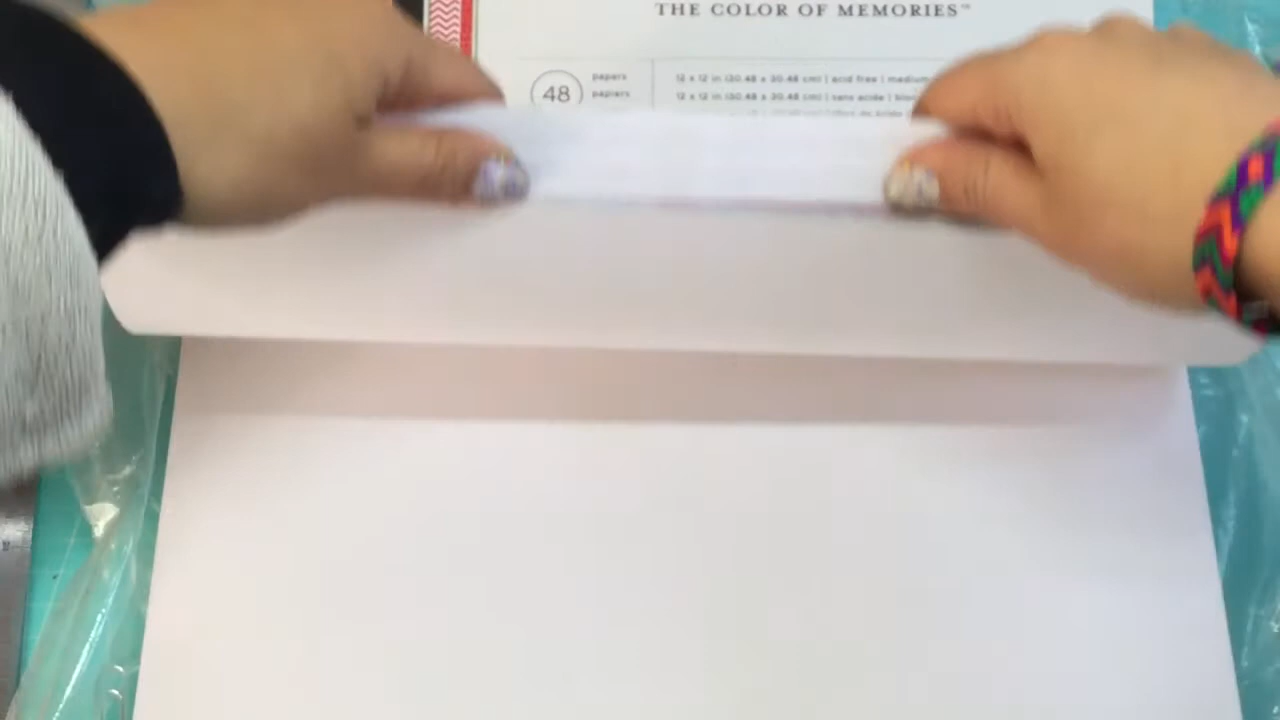 THE COLOR OF MEMORIES™
48
papers
papiers
12 x 12 in (30.48 x 30.48 cm) | acid free | medium
12 x 12 in (30.48 x 30.48 cm) | sans acide |